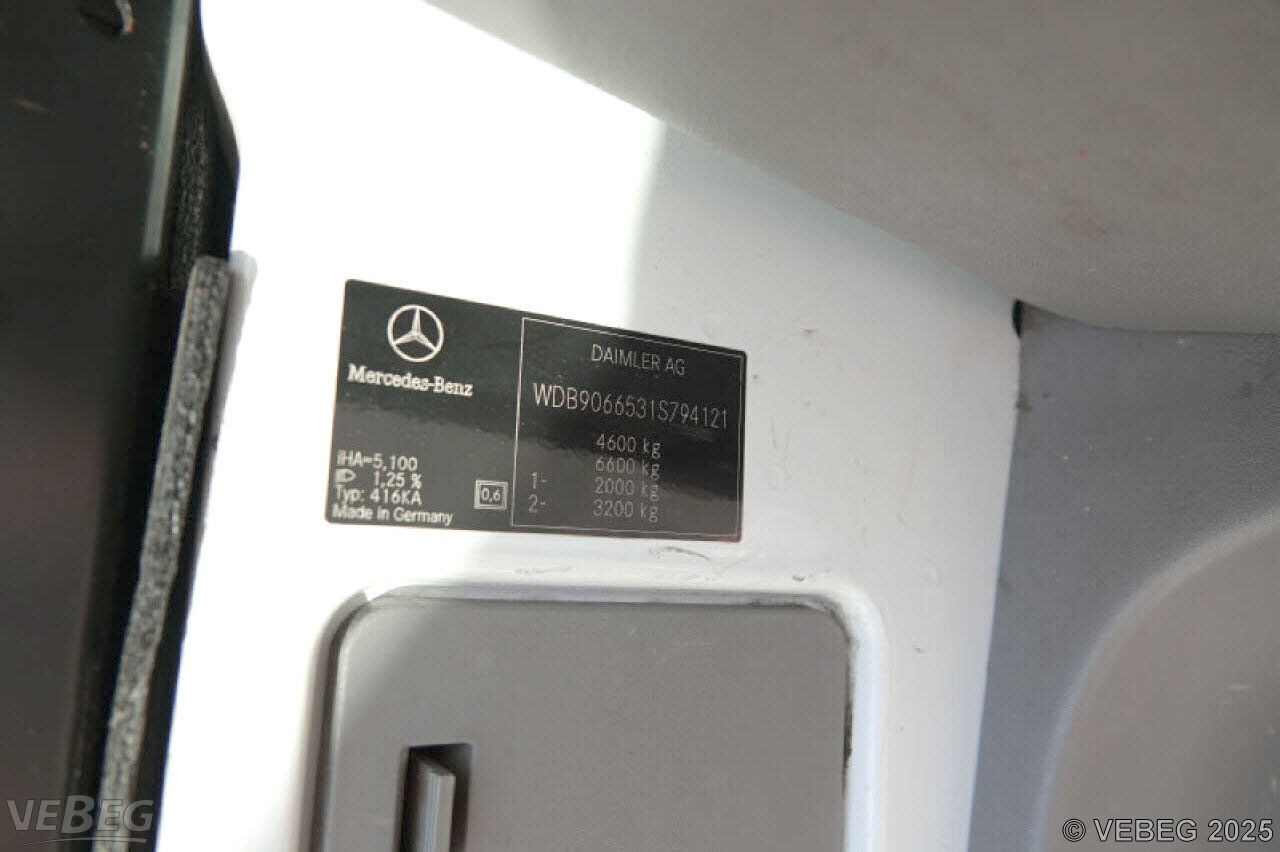 Mercedes-Benz
iHA=5,100
1,25 %
Typ: 416KA
Made in Germany
0,6
DAIMLER AG
WDB9066531S794121
4600 kg
6600 kg
1- 2000 kg
2- 3200 kg
VEBEG
© VEBEG 2025